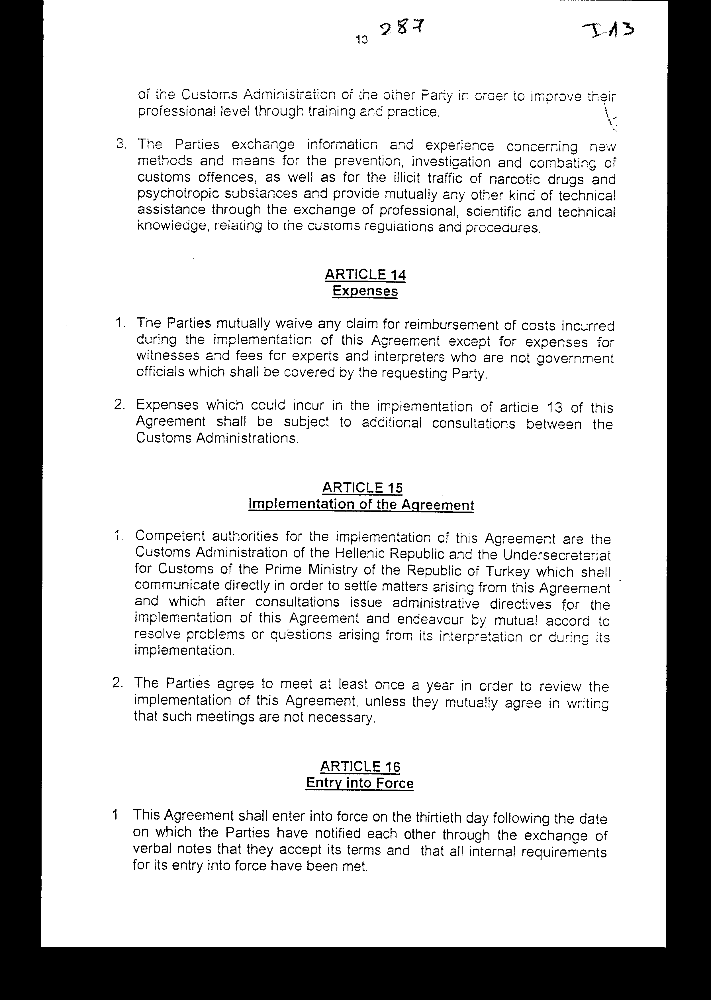 287
I13
13
of the Customs Administration of the other Party in order to improve their
professional level through training and practice.
3. The Parties exchange information and experience concerning new
methods and means for the prevention, investigation and combating of
customs offences, as well as for the illicit traffic of narcotic drugs and
psychotropic substances and provide mutually any other kind of technical
assistance through the exchange of professional, scientific and technical
knowledge, relating to the customs regulations and procedures.
ARTICLE 14
Expenses
1. The Parties mutually waive any claim for reimbursement of costs incurred
during the implementation of this Agreement except for expenses for
witnesses and fees for experts and interpreters who are not government
officials which shall be covered by the requesting Party.
2. Expenses which could incur in the implementation of article 13 of this
Agreement shall be subject to additional consultations between the
Customs Administrations.
ARTICLE 15
Implementation of the Agreement
1. Competent authorities for the implementation of this Agreement are the
Customs Administration of the Hellenic Republic and the Undersecretariat
for Customs of the Prime Ministry of the Republic of Turkey which shall
communicate directly in order to settle matters arising from this Agreement
and which after consultations issue administrative directives for the
implementation of this Agreement and endeavour by mutual accord to
resolve problems or questions arising from its interpretation or during its
implementation.
2. The Parties agree to meet at least once a year in order to review the
implementation of this Agreement, unless they mutually agree in writing
that such meetings are not necessary.
ARTICLE 16
Entry into Force
1. This Agreement shall enter into force on the thirtieth day following the date
on which the Parties have notified each other through the exchange of
verbal notes that they accept its terms and that all internal requirements
for its entry into force have been met.